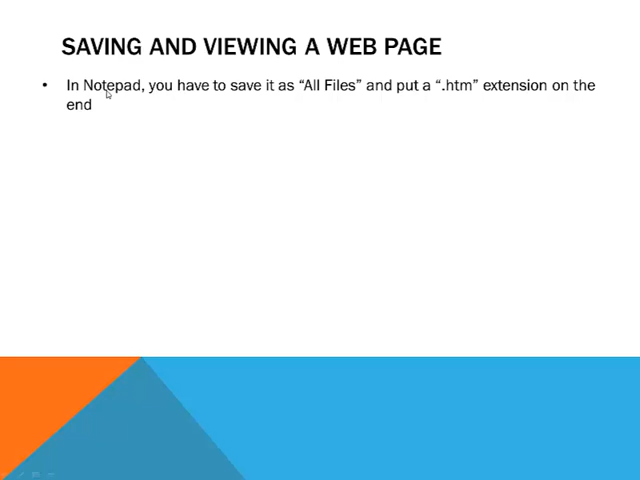 SAVING AND VIEWING A WEB PAGE
• In Notepad, you have to save it as “All Files” and put a “.htm” extension on the
end